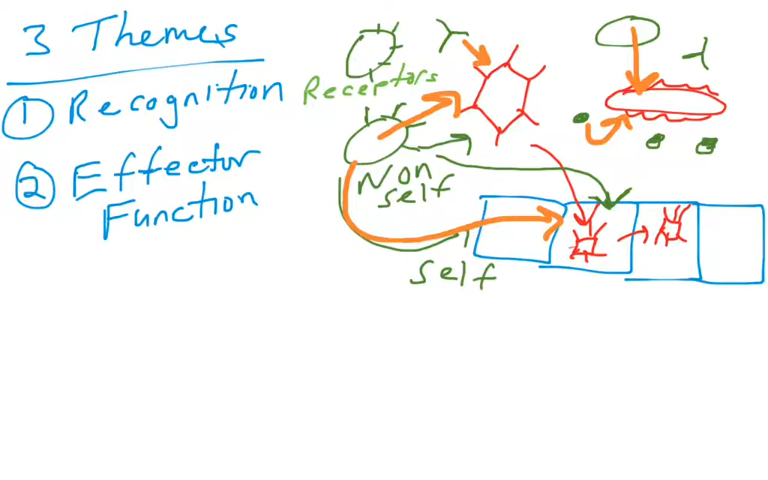 3 Themes
① Recognition
② Effector
Function
Receptors
Non
self
self